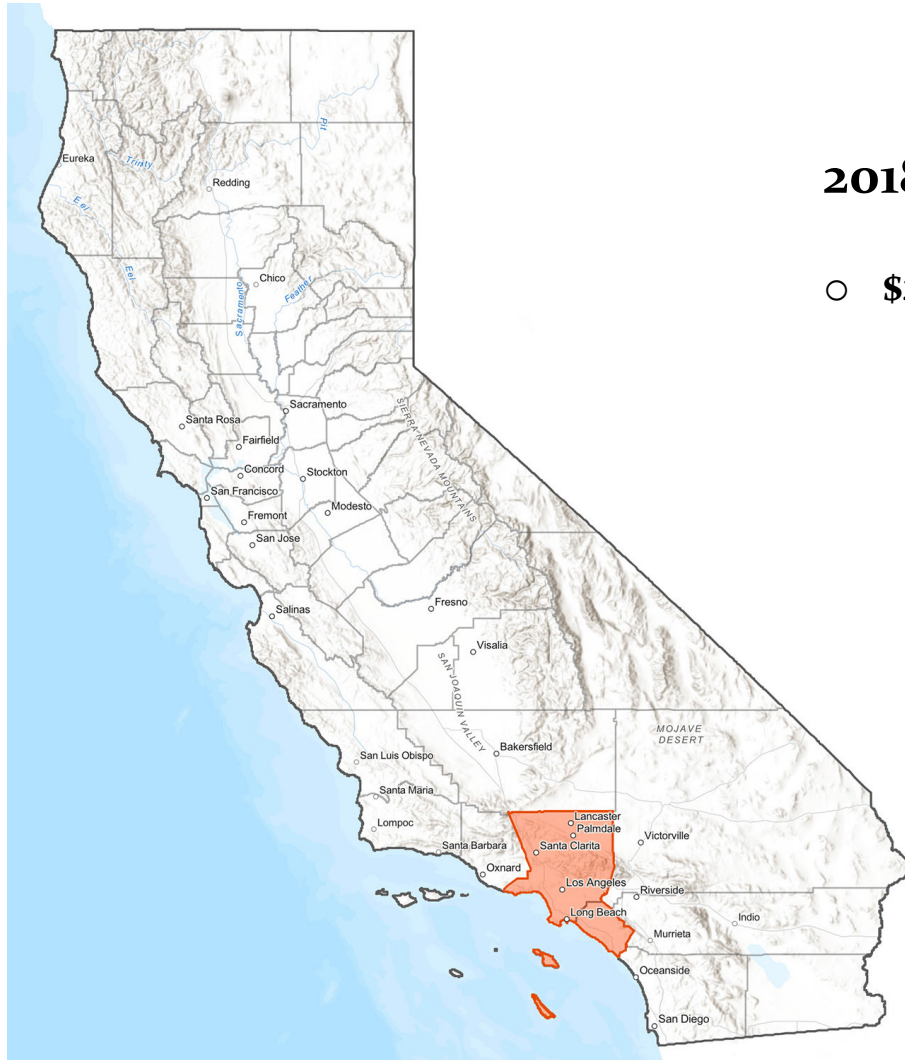 Pit
Eureka
Trinity
Redding
Eel
2018
Eel
Chico
Feather
Sacramento
$
Sacramento
SIERRA NEVADA MOUNTAINS
Santa Rosa
Fairfield
Concord
Stockton
San Francisco
Modesto
Fremont
San Jose
Fresno
Salinas
Visalia
SAN JOAQUIN VALLEY
MOJAVE
DESERT
Bakersfield
San Luis Obispo
Santa Maria
Lancaster
Lompoc
Palmdale
Victorville
Santa Barbara
Santa Clarita
Oxnard
Los Angeles
Riverside
Long Beach
Indio
Murrieta
Oceanside
San Diego